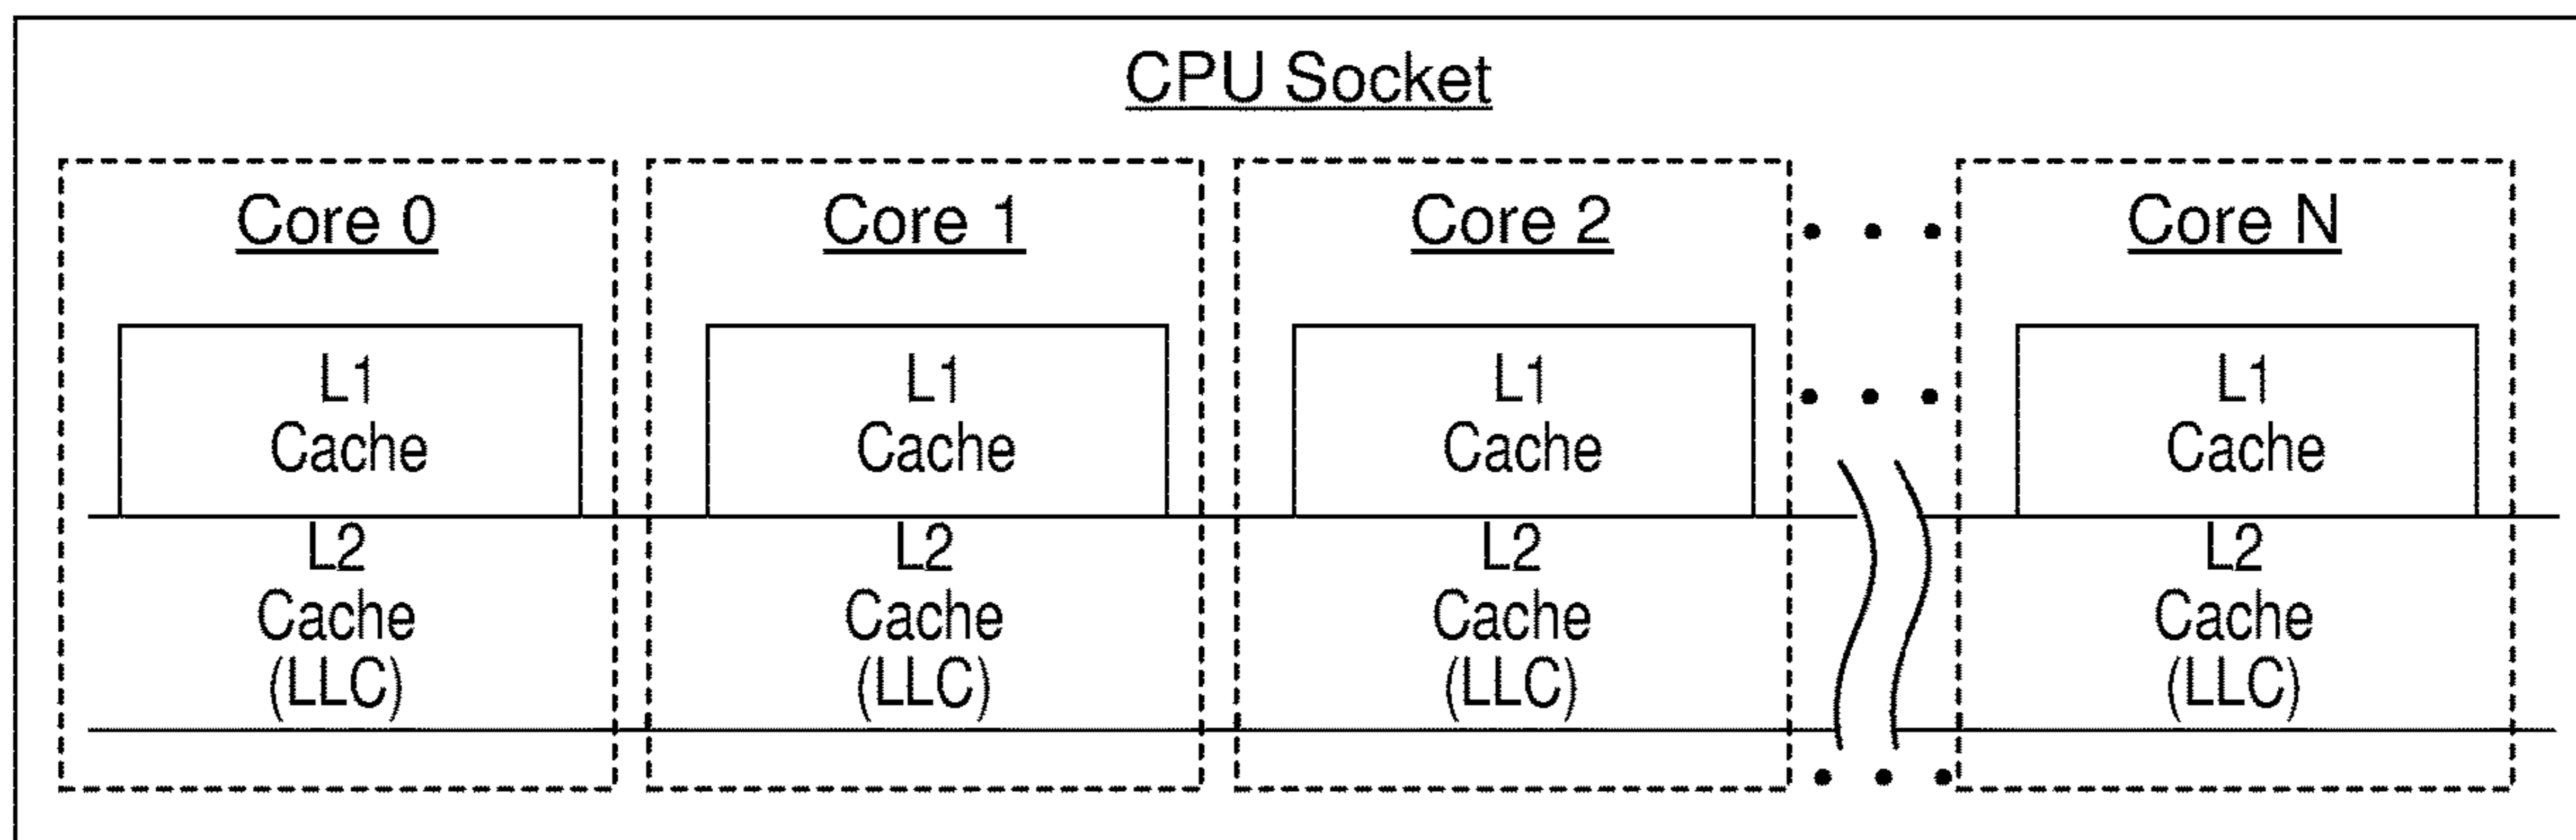 CPU Socket
Core 0
Core 1
Core 2
Core N
L1
Cache
L1
Cache
L1
Cache
L1
Cache
L2
Cache
(LLC)
L2
Cache
(LLC)
L2
Cache
(LLC)
L2
Cache
(LLC)